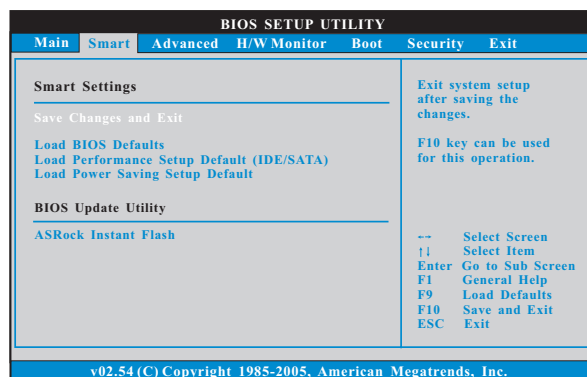 BIOS SETUP UTILITY
Main Smart Advanced H/W Monitor Boot Security Exit
Smart Settings
Save Changes and Exit
Load BIOS Defaults
Load Performance Setup Default (IDE/SATA)
Load Power Saving Setup Default
BIOS Update Utility
ASRock Instant Flash
Exit system setup
after saving the
changes.
F10 key can be used
for this operation.
←→ Select Screen
↑↓ Select Item
Enter Go to Sub Screen
F1 General Help
F9 Load Defaults
F10 Save and Exit
ESC Exit
v02.54 (C) Copyright 1985-2005, American Megatrends, Inc.